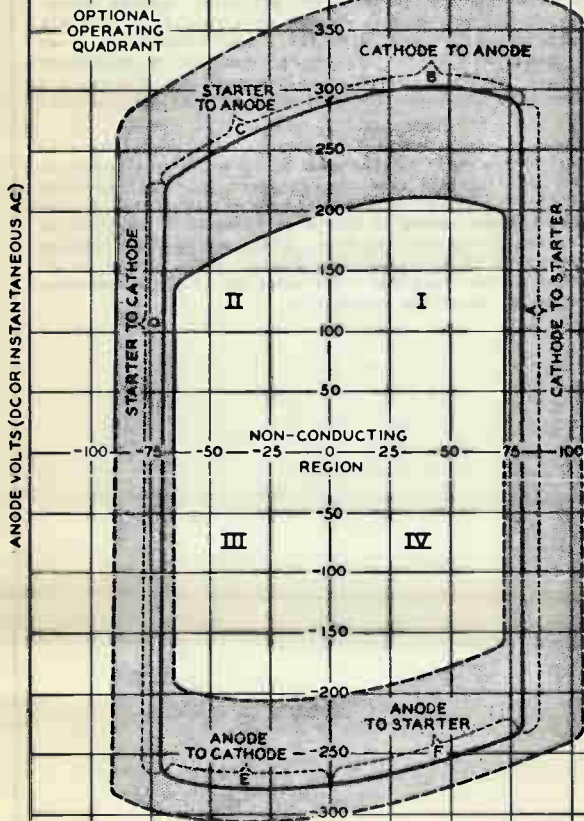 OPTIONAL
OPERATING
QUADRANT
350
CATHODE TO ANODE
B
300
STARTER
TO ANODE
C
250
200
150
II
I
100
STARTER TO CATHODE
D
A
CATHODE TO STARTER
50
ANODE VOLTS (DC OR INSTANTANEOUS AC)
NON-CONDUCTING
-100 -75 -50 -25 0 25 50 75 100
REGION
-50
III
IV
-100
-150
-200
ANODE
TO STARTER
F
ANODE
TO CATHODE
E
-250
-300